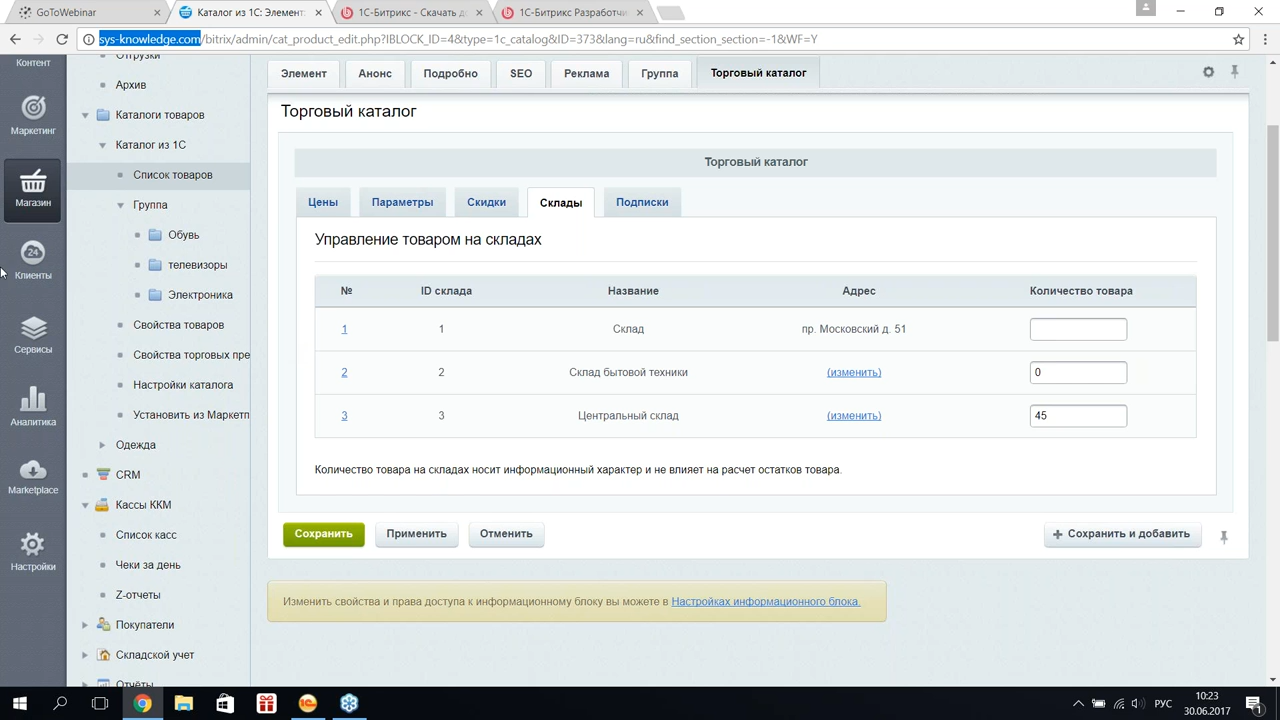 GoToWebinar
Каталог из 1С: Элемент:
1С-Битрикс - Скачать д
1С-Битрикс Разработчи
sys-knowledge.com/bitrix/admin/cat_product_edit.php?IBLOCK_ID=4&type=1c_catalog&ID=373&lang=ru&find_section_section=-1&WF=Y
Контент
Маркетинг
Магазин
24
Клиенты
Сервисы
Аналитика
Marketplace
Настройки
Отгрузки
Архив
Каталоги товаров
Каталог из 1С
Список товаров
Группа
Обувь
телевизоры
Электроника
Свойства товаров
Свойства торговых пре
Настройки каталога
Установить из Маркетп
Одежда
CRM
Кассы ККМ
Список касс
Чеки за день
Z-отчеты
Покупатели
Складской учет
Отчёты
Элемент Анонс Подробно SEO Реклама Группа Торговый каталог
Торговый каталог
Торговый каталог
Цены Параметры Скидки Склады Подписки
Управление товаром на складах
№ ID склада Название Адрес Количество товара
1 1 Склад пр. Московский д. 51
2 2 Склад бытовой техники (изменить) 0
3 3 Центральный склад (изменить) 45
Количество товара на складах носит информационный характер и не влияет на расчет остатков товара.
Сохранить Применить Отменить Сохранить и добавить
Изменить свойства и права доступа к информационному блоку вы можете в Настройках информационного блока.
РУС
10:23
30.06.2017
1